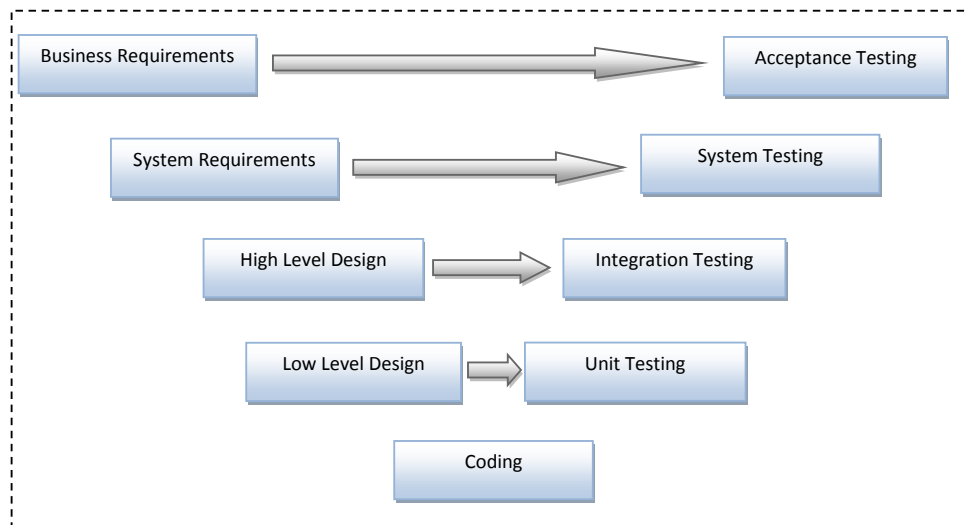 Business Requirements
Acceptance Testing
System Requirements
System Testing
High Level Design
Integration Testing
Low Level Design
Unit Testing
Coding